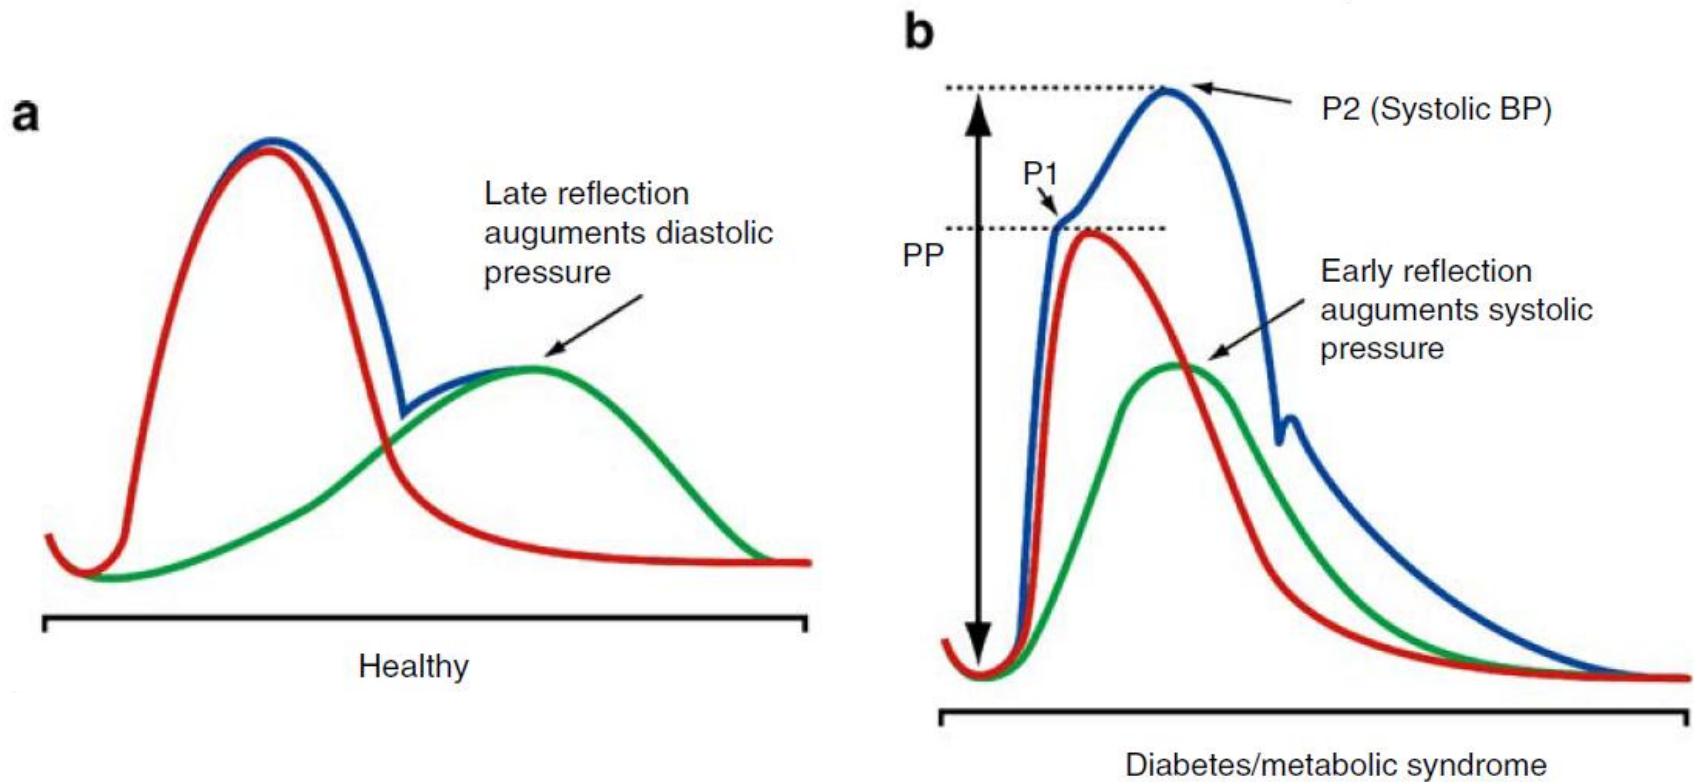 a
Late reflection
auguments diastolic
pressure
Healthy
b
P2 (Systolic BP)
P1
PP
Early reflection
auguments systolic
pressure
Diabetes/metabolic syndrome